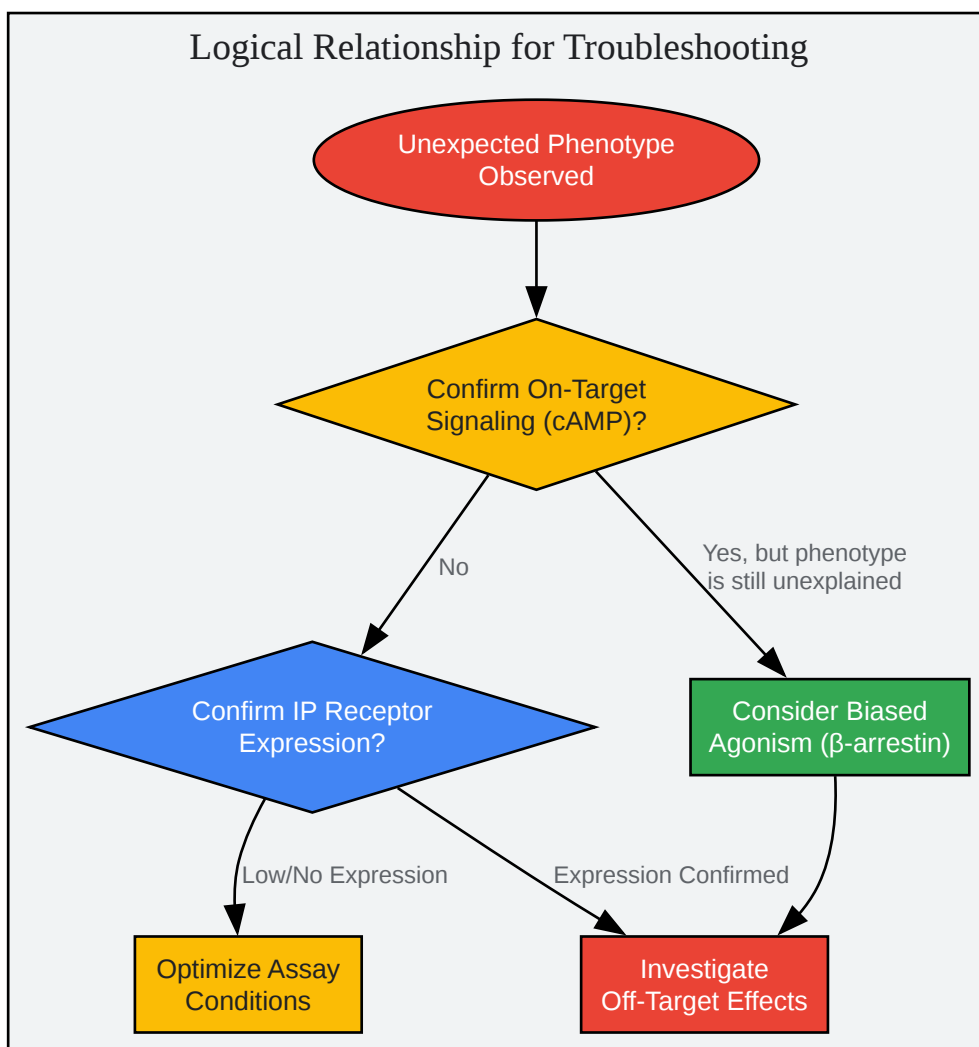 Logical Relationship for Troubleshooting
Unexpected Phenotype
Observed
Confirm On-Target
Signaling (cAMP)?
No
Yes, but phenotype
is still unexplained
Confirm IP Receptor
Expression?
Consider Biased
Agonism (β-arrestin)
Low/No Expression
Expression Confirmed
Optimize Assay
Conditions
Investigate
Off-Target Effects